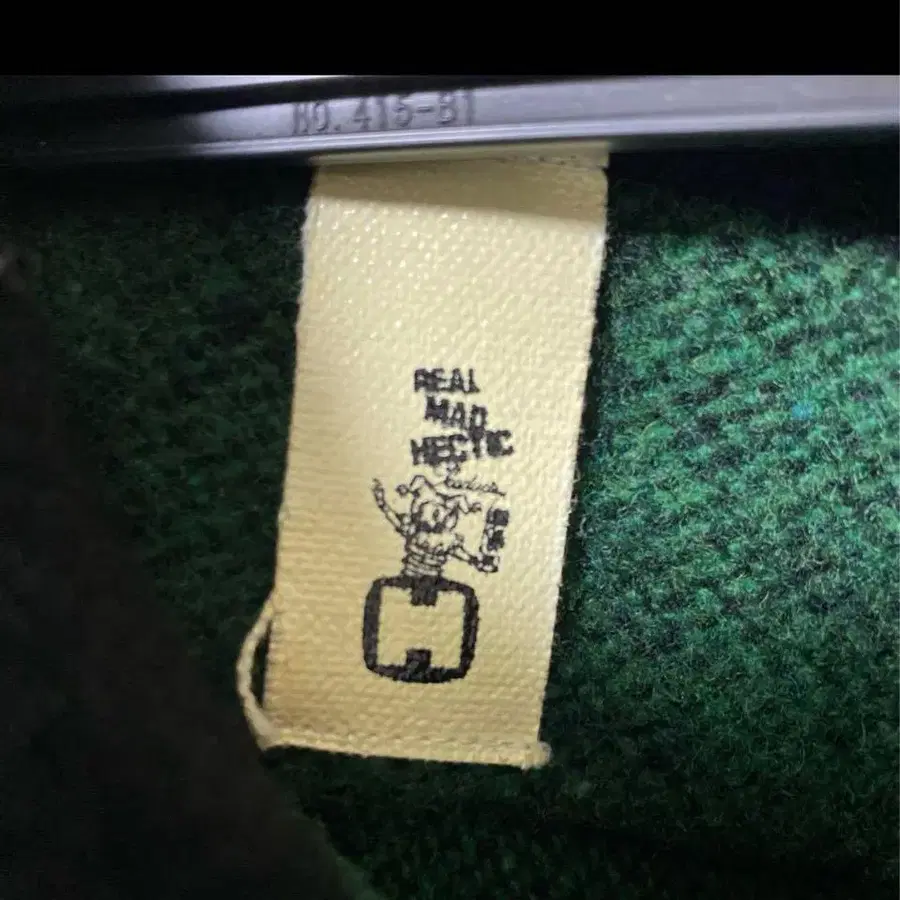 NO. 415-B1
REAL
MAD
HECTIC